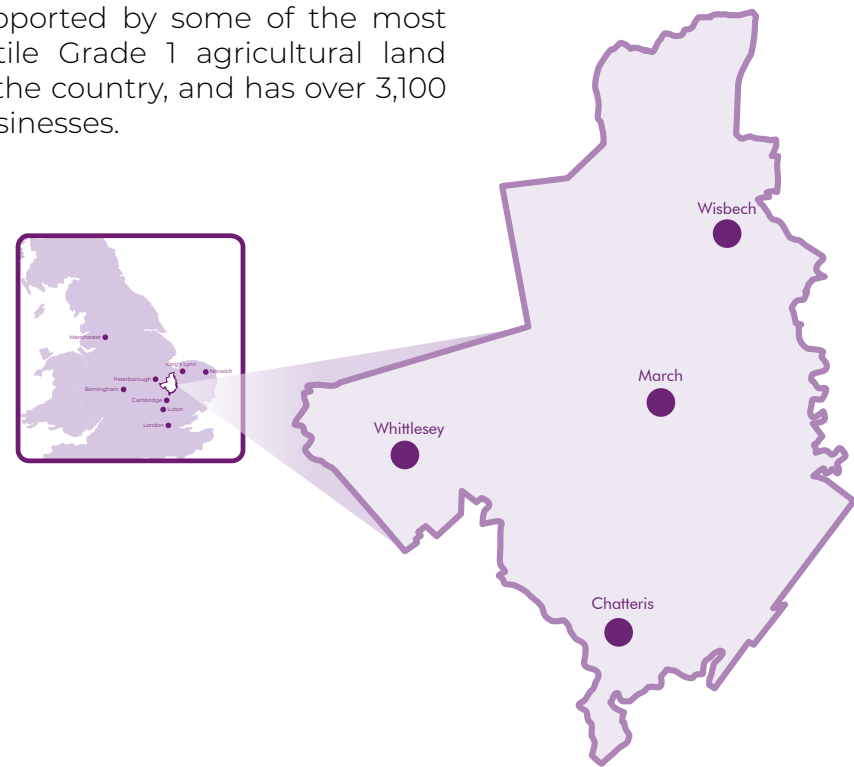 pported by some of the most
tile Grade 1 agricultural land
the country, and has over 3,100
sinesses.
Wisbech
March
Whittlesey
Chatteris
Manchester
King's Lynn
Norwich
Peterborough
Birmingham
Cambridge
Luton
London